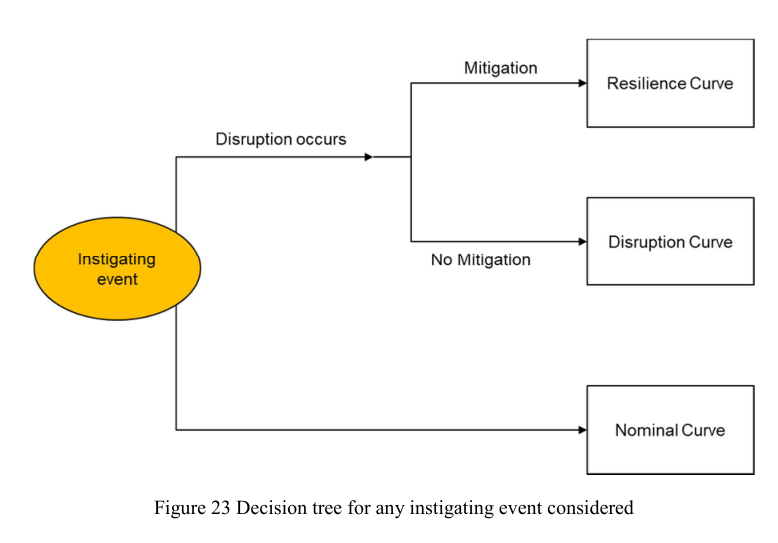 Mitigation
Resilience Curve
Disruption occurs
Instigating
event
No Mitigation
Disruption Curve
Nominal Curve
Figure 23 Decision tree for any instigating event considered